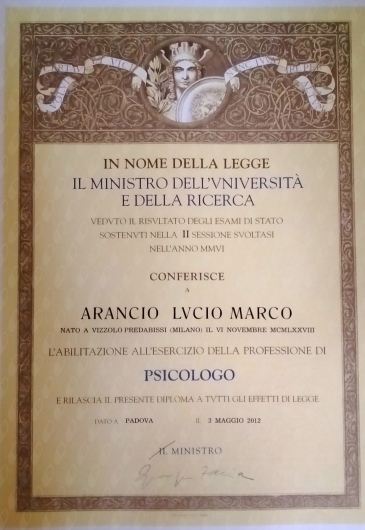 IN NOME DELLA LEGGE
IL MINISTRO DELL'VNIVERSITÀ
E DELLA RICERCA
VEDVTO IL RISVLTATO DEGLI ESAMI DI STATO
SOSTENVTI NELLA II SESSIONE SVOLTASI
NELL'ANNO MMVI
CONFERISCE
A
ARANCIO LVCIO MARCO
NATO A VIZZOLO PREDABISSI (MILANO) IL VI NOVEMBRE MCMLXXVIII
L'ABILITAZIONE ALL'ESERCIZIO DELLA PROFESSIONE DI
PSICOLOGO
E RILASCIA IL PRESENTE DIPLOMA A TVTTI GLI EFFETTI DI LEGGE
DATO A PADOVA IL 3 MAGGIO 2012
IL MINISTRO